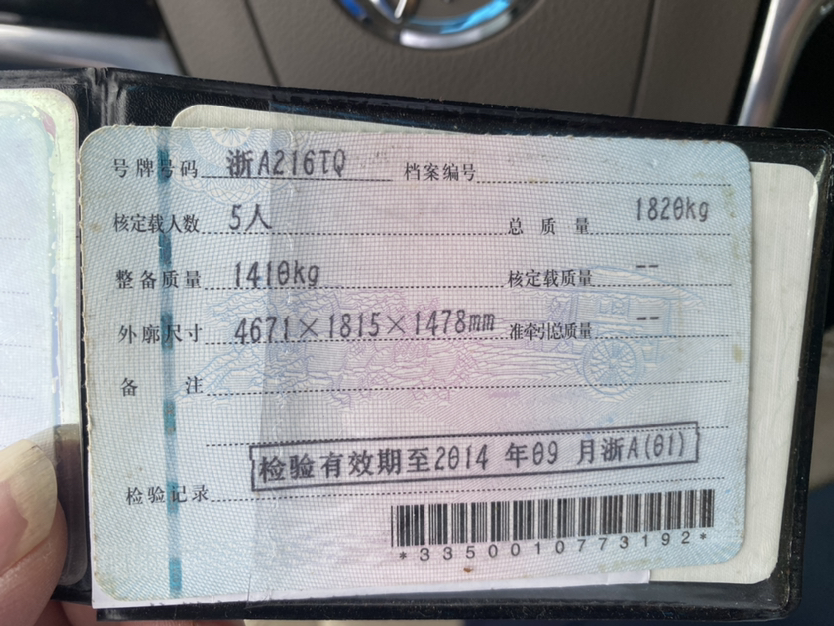 号牌号码 浙A216TQ 档案编号
核定载人数 5人 总质量 1820kg
整备质量 1410kg 核定载质量 --
外廓尺寸 4671×1815×1478mm 准牵引总质量 --
备注
检验有效期至2014年09月浙A(01)
检验记录
*3350010773192*